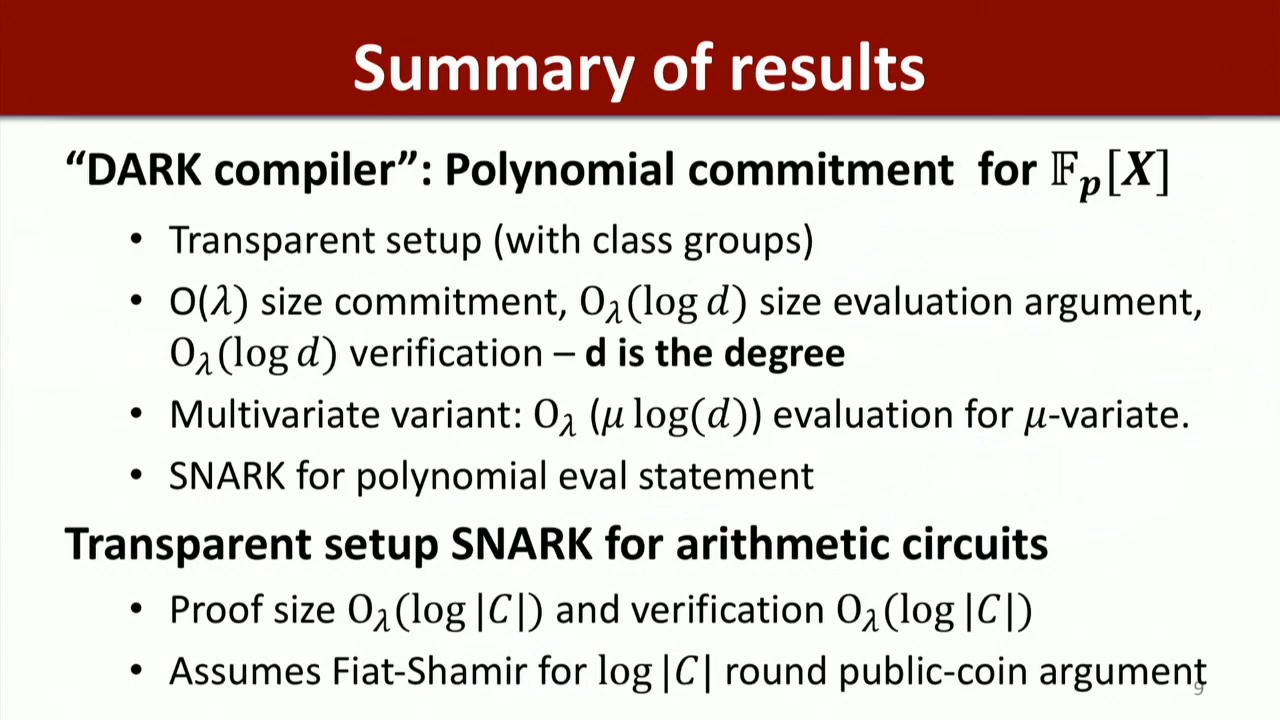 Summary of results
“DARK compiler”: Polynomial commitment for 𝔽ₚ[X]
• Transparent setup (with class groups)
• O(λ) size commitment, O_λ(log d) size evaluation argument,
O_λ(log d) verification – d is the degree
• Multivariate variant: O_λ (μ log(d)) evaluation for μ-variate.
• SNARK for polynomial eval statement
Transparent setup SNARK for arithmetic circuits
• Proof size O_λ(log |C|) and verification O_λ(log |C|)
• Assumes Fiat-Shamir for log |C| round public-coin argument
9